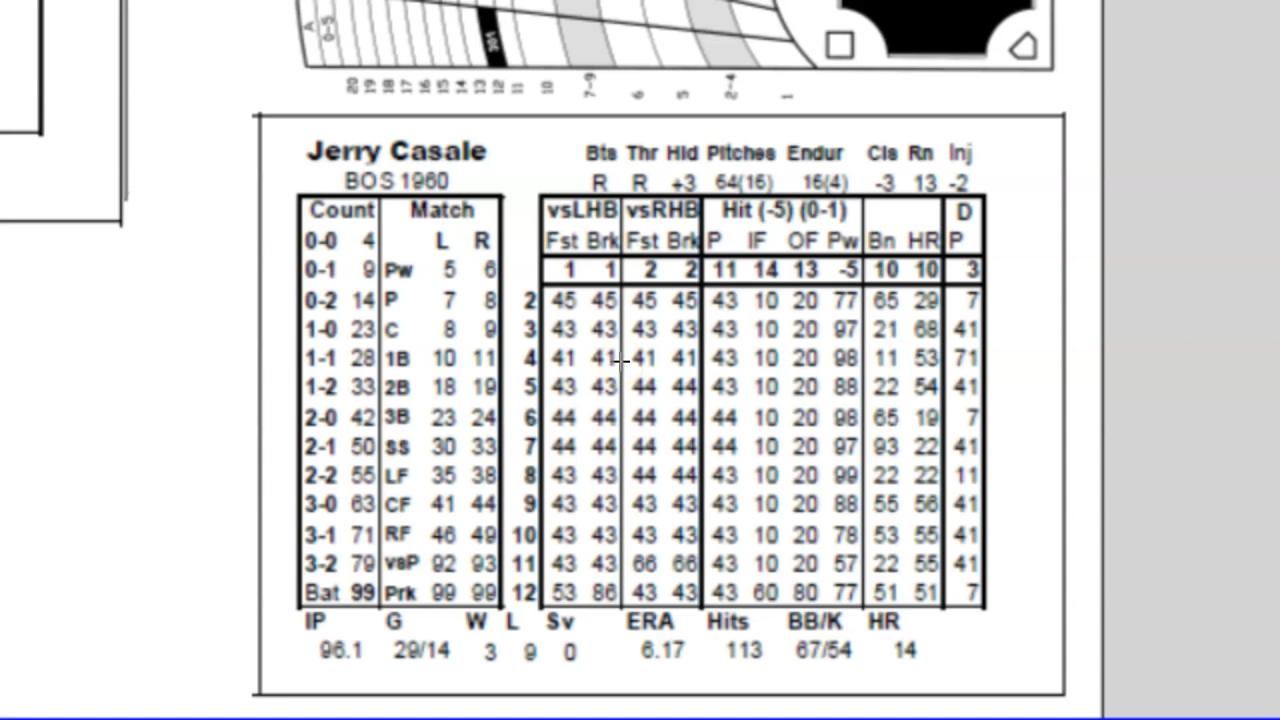 A
0-5
301
20 19 18 17 16 15 14 13 12 11 10 7-9 6 5 2-4 1
Jerry Casale Bts Thr Hld Pitches Endur Cls Rn Inj
BOS 1960 R R +3 64(16) 16(4) -3 13 -2
Count Match vsLHB vsRHB Hit (-5) (0-1) D
0-0 4 L R Fst Brk Fst Brk P IF OF Pw Bn HR P
0-1 9 Pw 5 6 1 1 2 2 11 14 13 -5 10 10 3
0-2 14 P 7 8 2 45 45 45 45 43 10 20 77 65 29 7
1-0 23 C 8 9 3 43 43 43 43 43 10 20 97 21 68 41
1-1 28 1B 10 11 4 41 41 41 41 43 10 20 98 11 53 71
1-2 33 2B 18 19 5 43 43 44 44 43 10 20 88 22 54 41
2-0 42 3B 23 24 6 44 44 44 44 44 10 20 98 65 19 7
2-1 50 SS 30 33 7 44 44 44 44 44 10 20 97 93 22 41
2-2 55 LF 35 38 8 43 43 44 44 43 10 20 99 22 22 11
3-0 63 CF 41 44 9 43 43 43 43 43 10 20 88 55 56 41
3-1 71 RF 46 49 10 43 43 43 43 43 10 20 78 53 55 41
3-2 79 vsP 92 93 11 43 43 66 66 43 10 20 57 22 55 41
Bat 99 Prk 99 99 12 53 86 43 43 43 60 80 77 51 51 7
IP G W L Sv ERA Hits BB/K HR
96.1 29/14 3 9 0 6.17 113 67/54 14